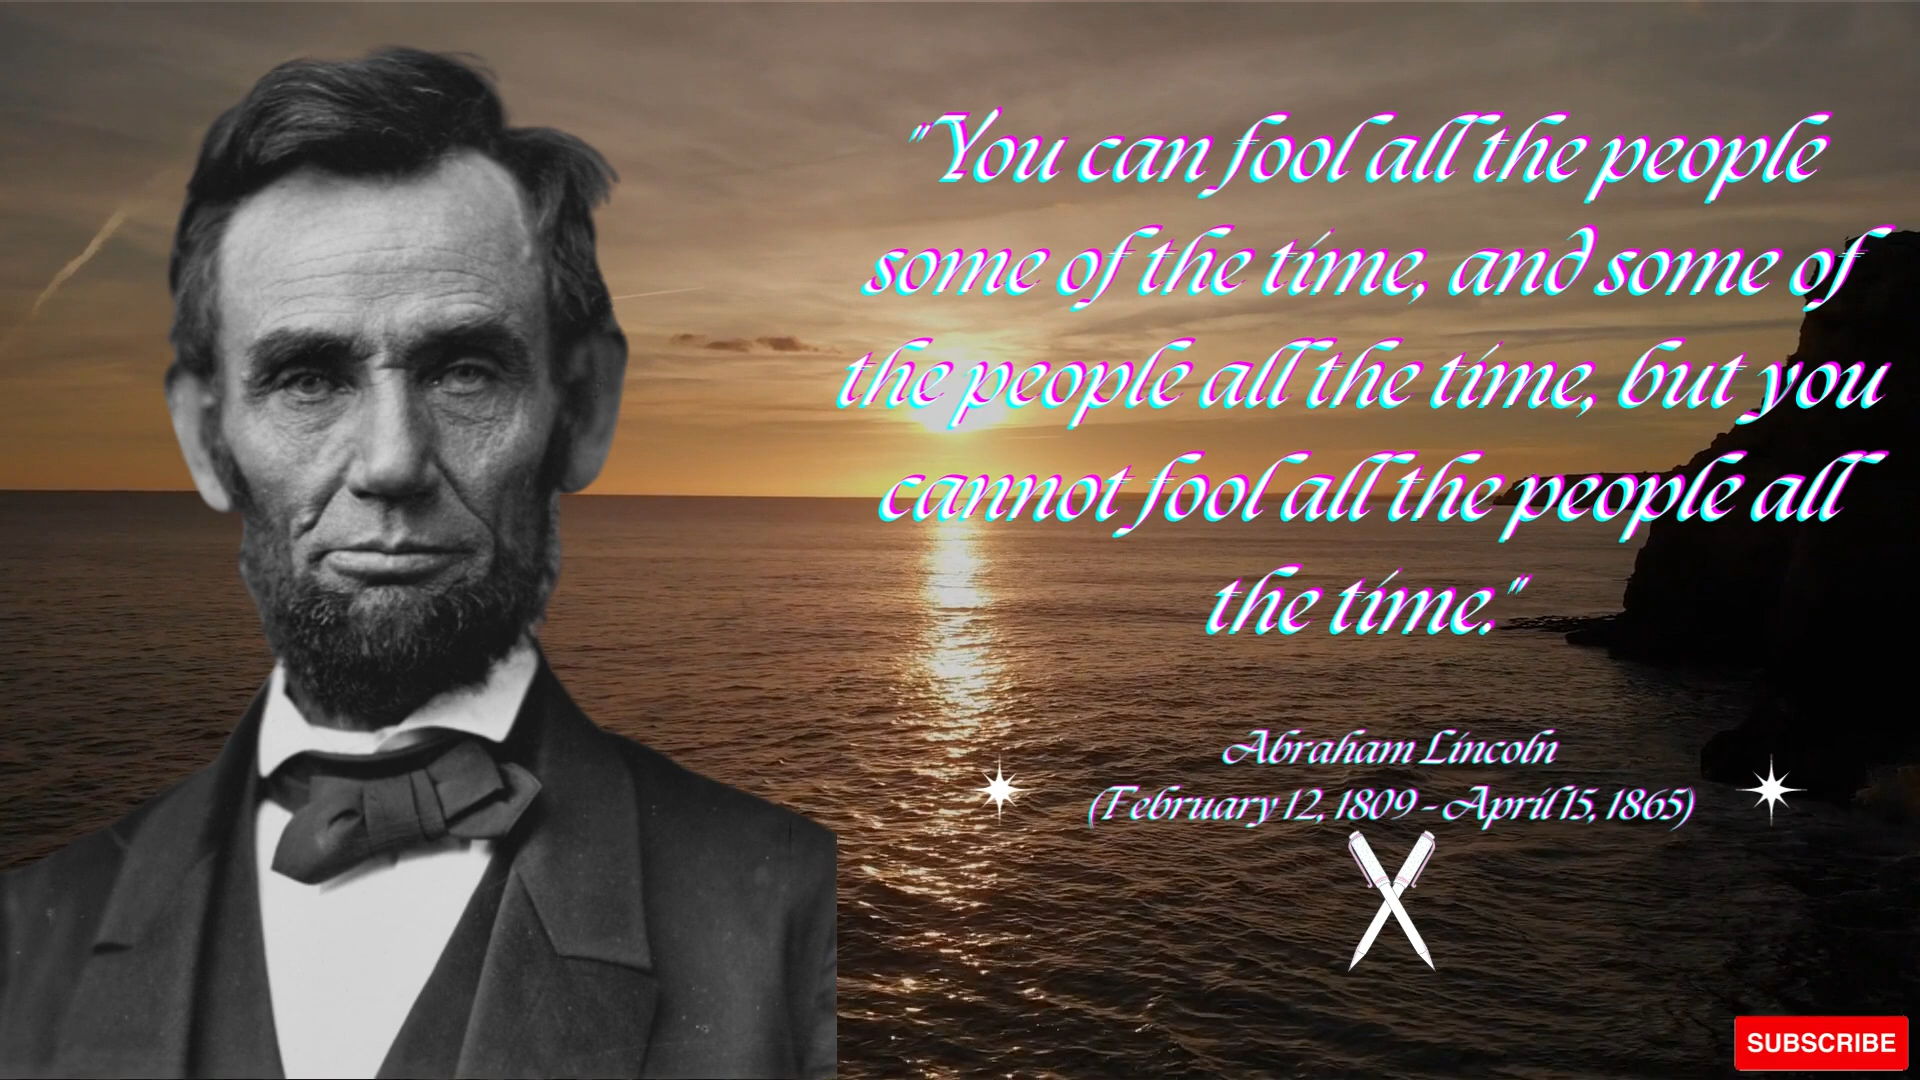 "You can fool all the people
some of the time, and some of
the people all the time, but you
cannot fool all the people all
the time."
Abraham Lincoln
(February 12, 1809 - April 15, 1865)
SUBSCRIBE